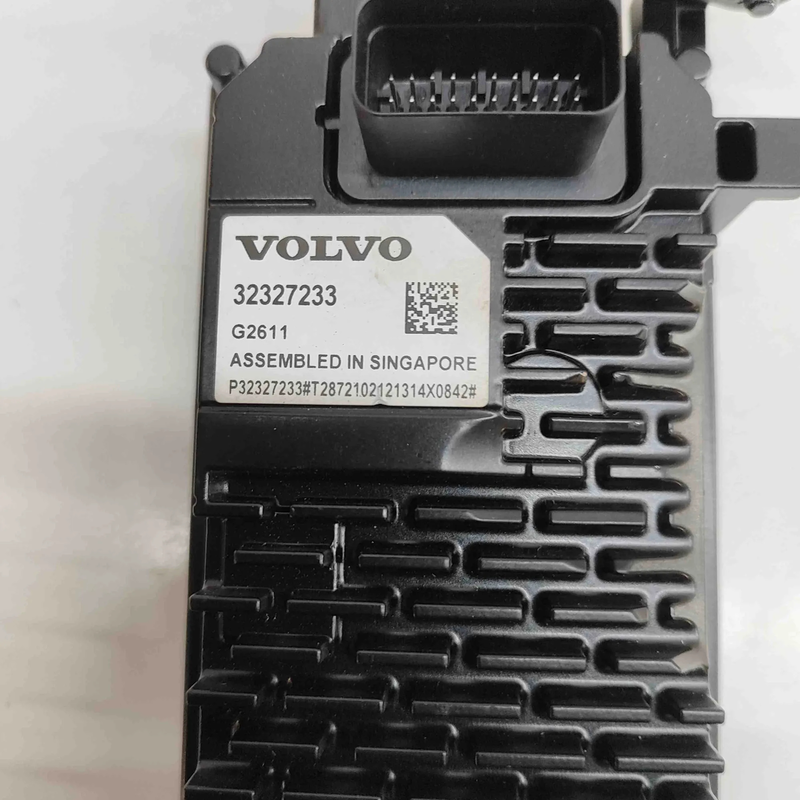 VOLVO
32327233
G2611
ASSEMBLED IN SINGAPORE
P32327233#T2872102121314X0842#